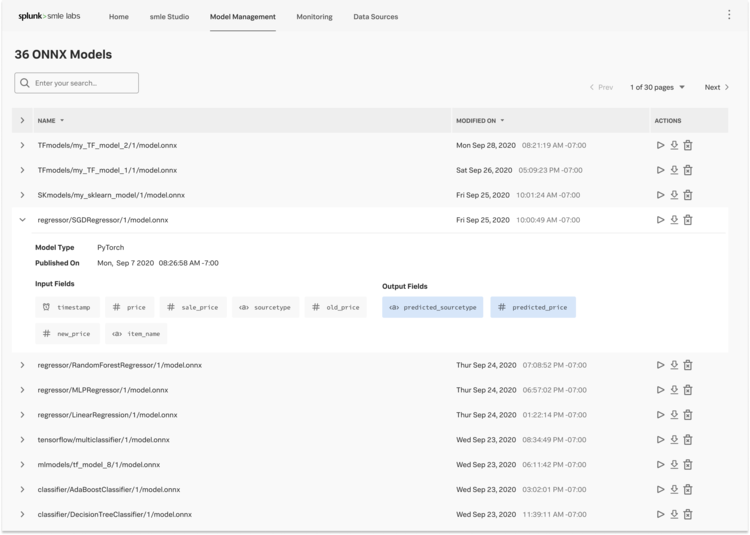 splunk>smle labs Home smle Studio Model Management Monitoring Data Sources
36 ONNX Models
Enter your search...
Prev 1 of 30 pages Next
NAME MODIFIED ON ACTIONS
TFmodels/my_TF_model_2/1/model.onnx Mon Sep 28, 2020 08:21:19 AM -07:00
TFmodels/my_TF_model_1/1/model.onnx Sat Sep 26, 2020 05:09:23 PM -07:00
SKmodels/my_sklearn_model/1/model.onnx Fri Sep 25, 2020 10:01:24 AM -07:00
regressor/SGDRegressor/1/model.onnx Fri Sep 25, 2020 10:00:49 AM -07:00
Model Type PyTorch
Published On Mon, Sep 7 2020 08:26:58 AM -7:00
Input Fields Output Fields
timestamp # price # sale_price <a> sourcetype # old_price <a> predicted_sourcetype # predicted_price
# new_price <a> item_name
regressor/RandomForestRegressor/1/model.onnx Thur Sep 24, 2020 07:08:52 PM -07:00
regressor/MLPRegressor/1/model.onnx Thur Sep 24, 2020 06:57:02 PM -07:00
regressor/LinearRegression/1/model.onnx Thur Sep 24, 2020 01:22:14 PM -07:00
tensorflow/multiclassifier/1/model.onnx Wed Sep 23, 2020 08:34:49 PM -07:00
mlmodels/tf_model_8/1/model.onnx Wed Sep 23, 2020 06:11:42 PM -07:00
classifier/AdaBoostClassifier/1/model.onnx Wed Sep 23, 2020 03:02:01 PM -07:00
classifier/DecisionTreeClassifier/1/model.onnx Wed Sep 23, 2020 11:39:11 AM -07:00